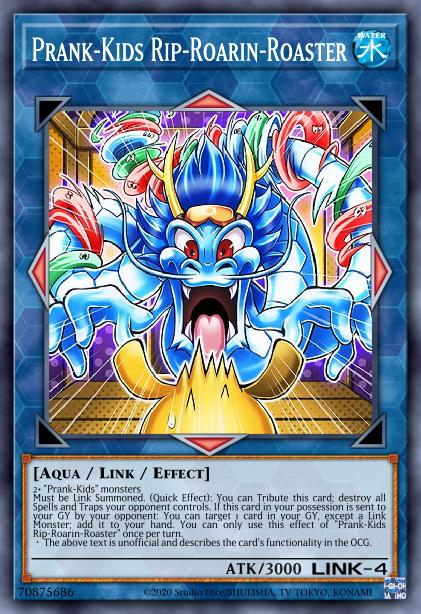 Prank-Kids Rip-Roarin-Roaster
WATER
水
[Aqua / Link / Effect]
2+ "Prank-Kids" monsters
Must be Link Summoned. (Quick Effect): You can Tribute this card; destroy all
Spells and Traps your opponent controls. If this card in your possession is sent to
your GY by your opponent: You can target 1 card in your GY, except a Link
Monster; add it to your hand. You can only use this effect of "Prank-Kids
Rip-Roarin-Roaster" once per turn.
· The above text is unofficial and describes the card's functionality in the OCG.
ATK/3000 LINK-4
70875686
©2020 Studio Dice/SHUEISHA, TV TOKYO, KONAMI